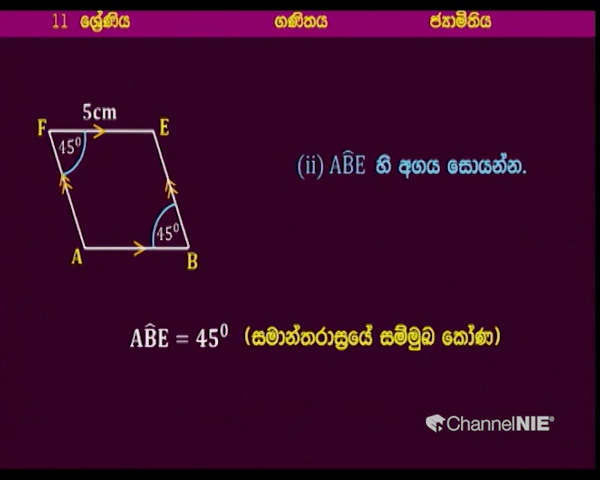 11 ශ්‍රේණිය ගණිතය ජ්‍යාමිතිය
5cm
F E
45⁰
(ii) AB̂E හි අගය සොයන්න.
45⁰
A B
AB̂E = 45⁰ (සමාන්තරාස්‍රයේ සම්මුඛ කෝණ)
ChannelNIE